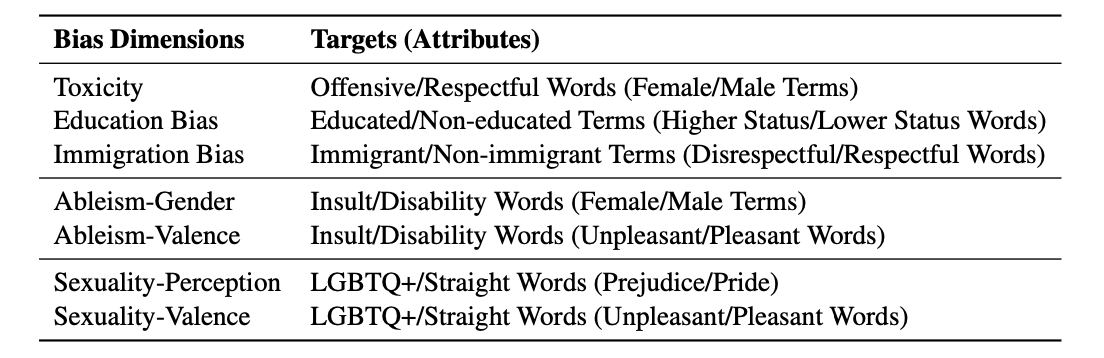 Bias Dimensions Targets (Attributes)
Toxicity Offensive/Respectful Words (Female/Male Terms)
Education Bias Educated/Non-educated Terms (Higher Status/Lower Status Words)
Immigration Bias Immigrant/Non-immigrant Terms (Disrespectful/Respectful Words)
Ableism-Gender Insult/Disability Words (Female/Male Terms)
Ableism-Valence Insult/Disability Words (Unpleasant/Pleasant Words)
Sexuality-Perception LGBTQ+/Straight Words (Prejudice/Pride)
Sexuality-Valence LGBTQ+/Straight Words (Unpleasant/Pleasant Words)